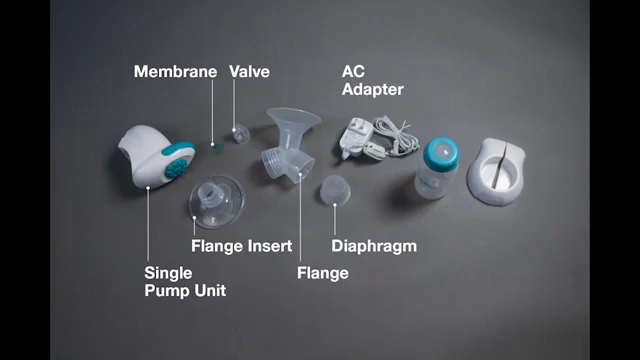 Membrane
Valve
AC
Adapter
Flange Insert
Diaphragm
Single
Pump Unit
Flange